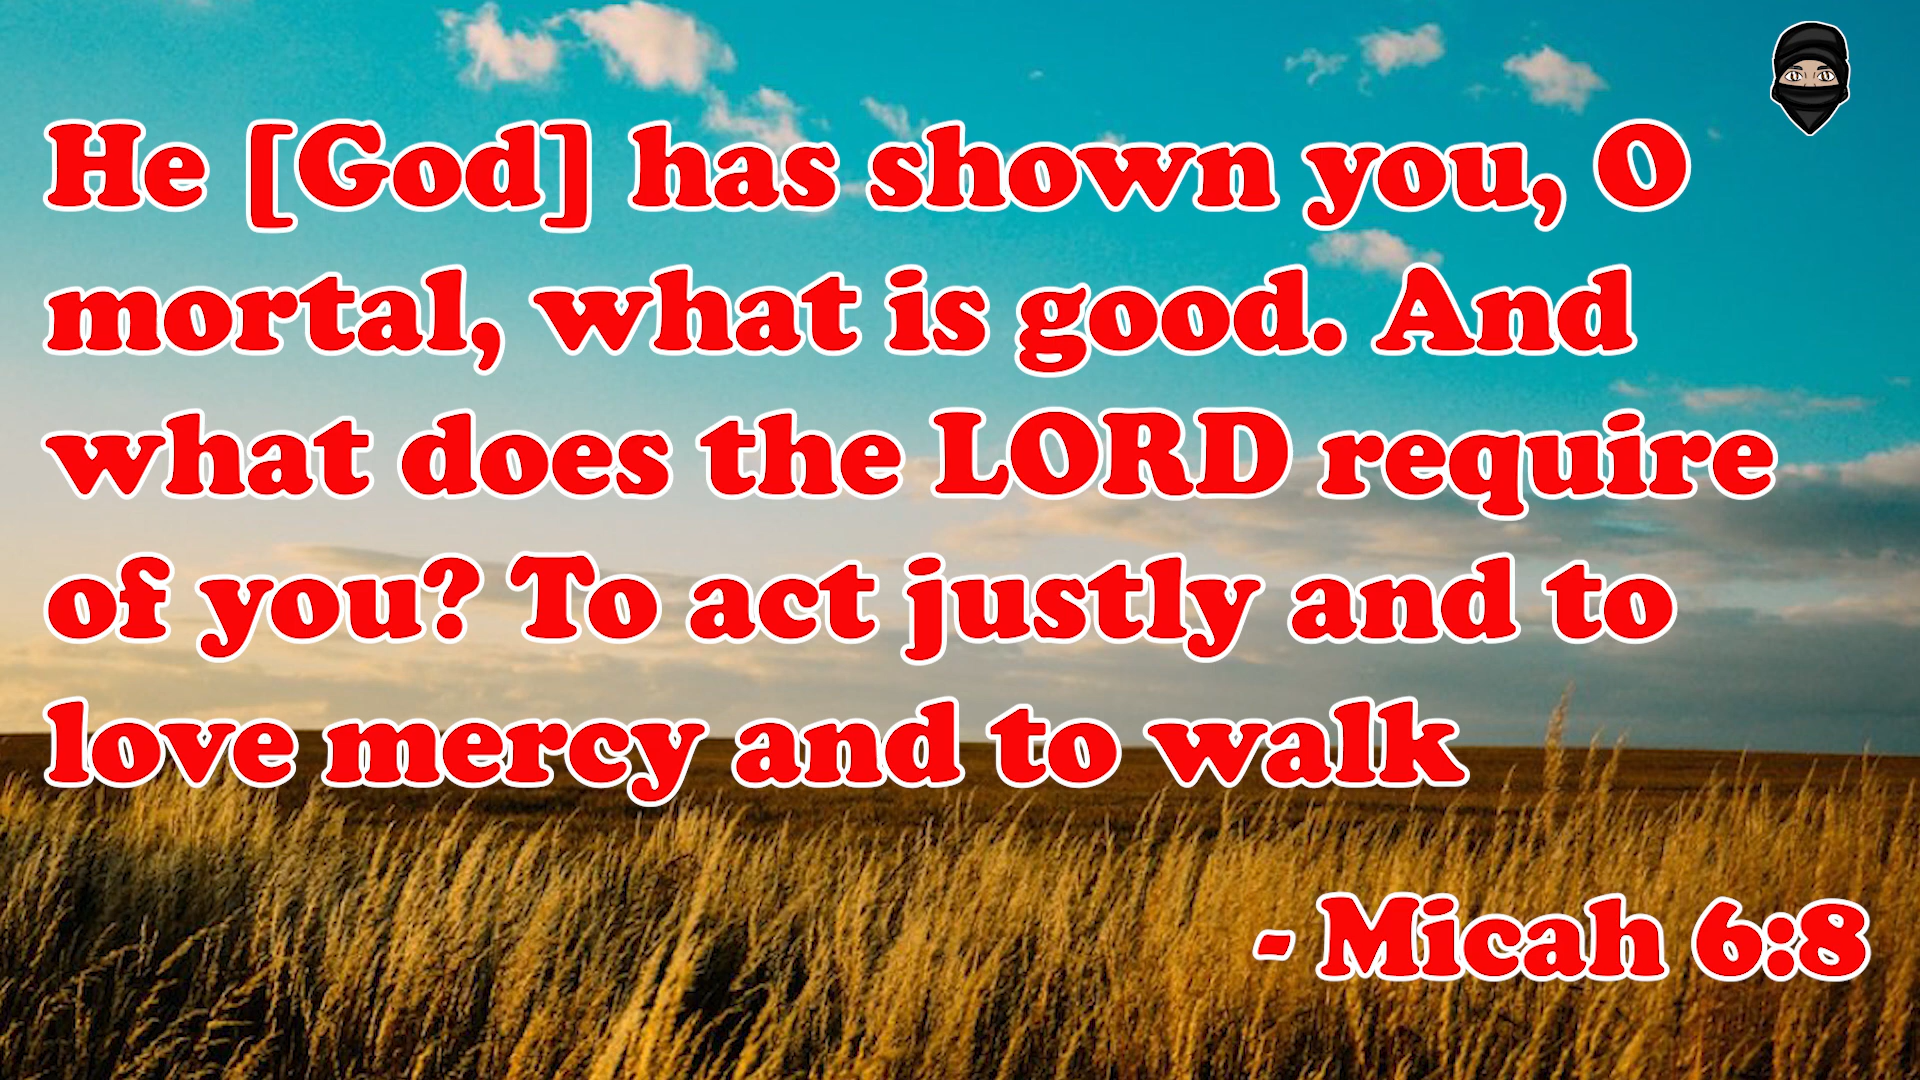 He [God] has shown you, O
mortal, what is good. And
what does the LORD require
of you? To act justly and to
love mercy and to walk
- Micah 6:8